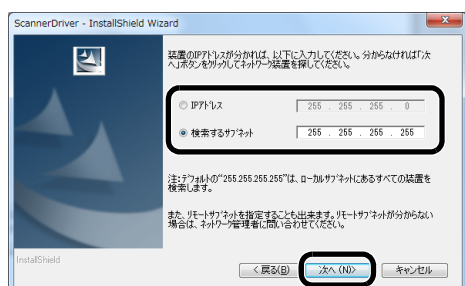 ScannerDriver - InstallShield Wizard
装置のIPアドレスが分かれば、以下に入力してください。分からなければ「次
へ」ボタンをクリックしてネットワーク装置を探してください。
IPアドレス 255 . 255 . 255 . 0
検索するサブネット 255 . 255 . 255 . 255
注：デフォルトの“255.255.255.255”は、ローカルサブネットにあるすべての装置を
検索します。
また、リモートサブネットを指定することも出来ます。リモートサブネットが分からない
場合は、ネットワーク管理者に問い合わせてください。
InstallShield
< 戻る(B) 次へ (N)> キャンセル